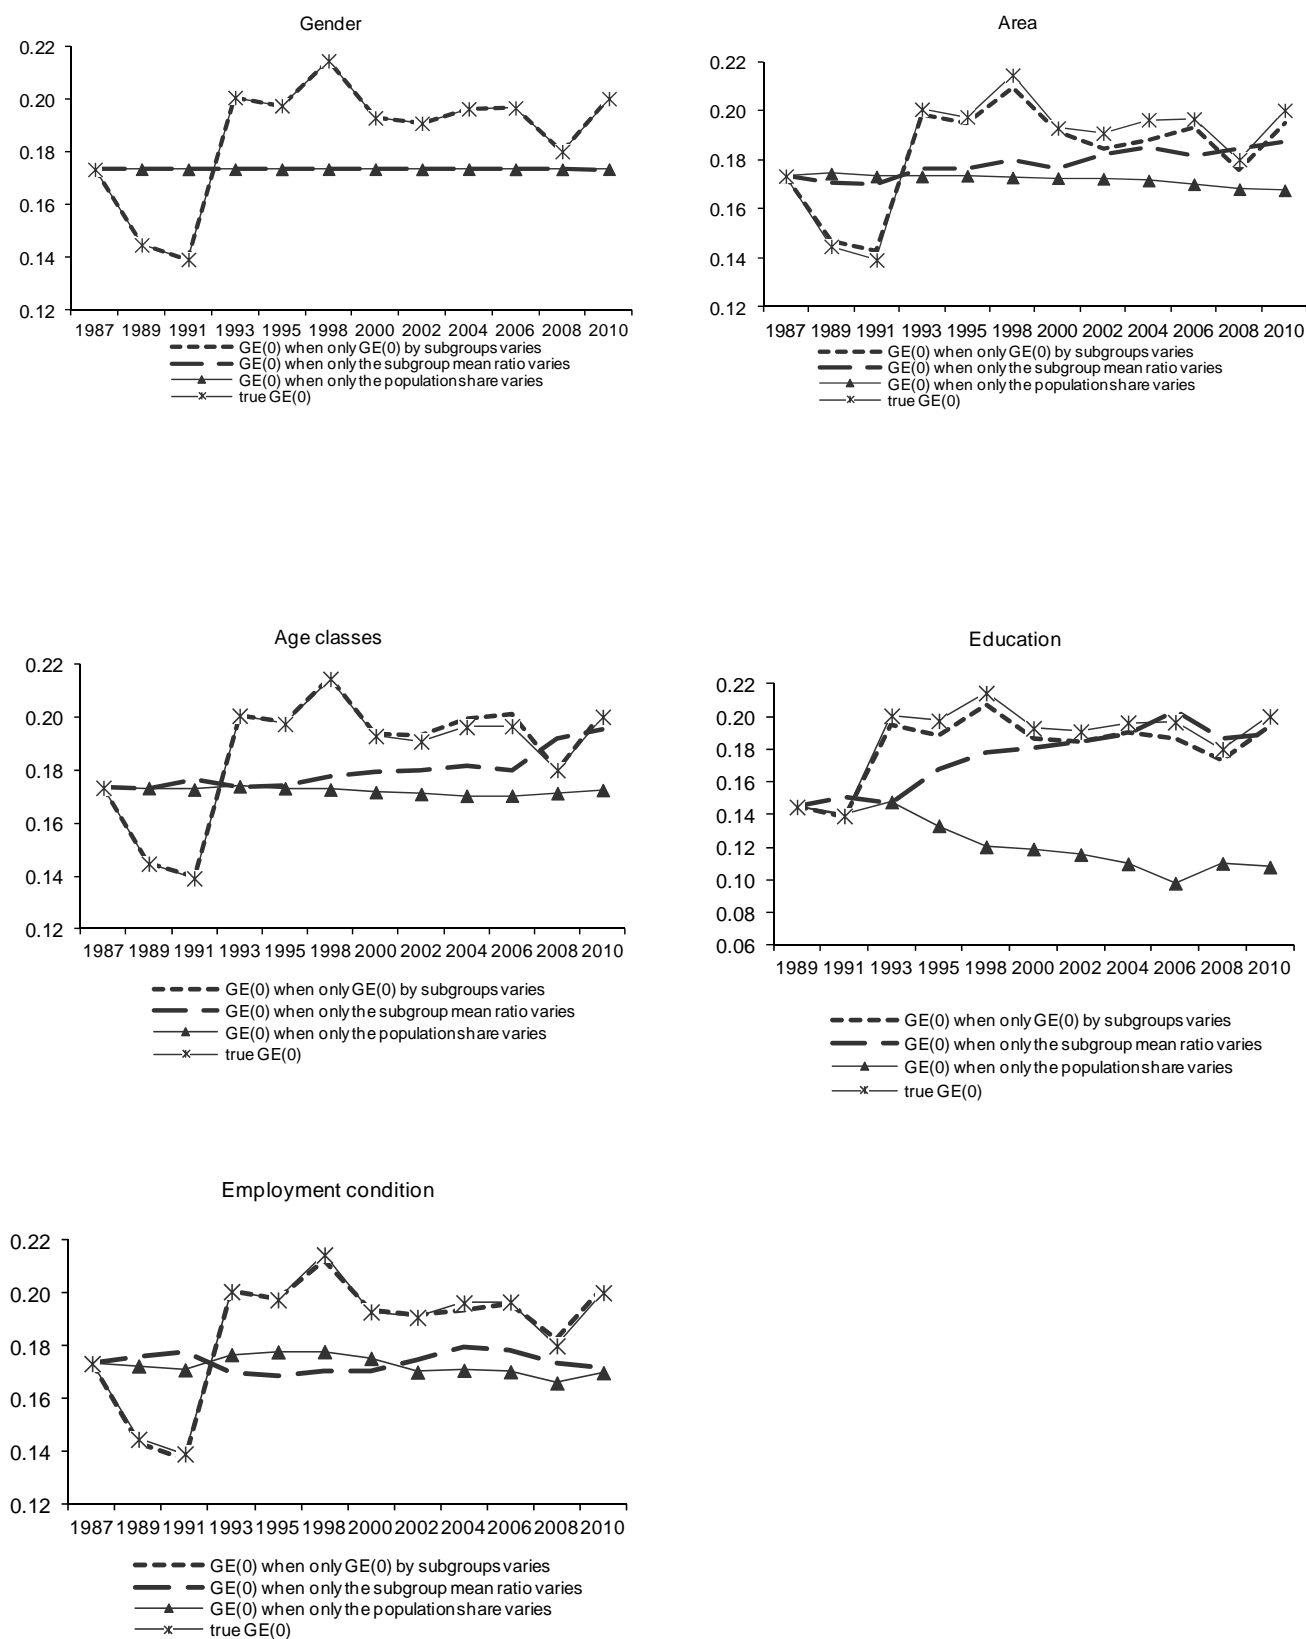 Gender
0.22
0.20
0.18
0.16
0.14
0.12
1987 1989 1991 1993 1995 1998 2000 2002 2004 2006 2008 2010
GE(0) when only GE(0) by subgroups varies
GE(0) when only the subgroup mean ratio varies
GE(0) when only the population share varies
true GE(0)
Area
0.22
0.20
0.18
0.16
0.14
0.12
1987 1989 1991 1993 1995 1998 2000 2002 2004 2006 2008 2010
GE(0) when only GE(0) by subgroups varies
GE(0) when only the subgroup mean ratio varies
GE(0) when only the population share varies
true GE(0)
Age classes
0.22
0.20
0.18
0.16
0.14
0.12
1987 1989 1991 1993 1995 1998 2000 2002 2004 2006 2008 2010
GE(0) when only GE(0) by subgroups varies
GE(0) when only the subgroup mean ratio varies
GE(0) when only the population share varies
true GE(0)
Education
0.22
0.20
0.18
0.16
0.14
0.12
0.10
0.08
0.06
1989 1991 1993 1995 1998 2000 2002 2004 2006 2008 2010
GE(0) when only GE(0) by subgroups varies
GE(0) when only the subgroup mean ratio varies
GE(0) when only the population share varies
true GE(0)
Employment condition
0.22
0.20
0.18
0.16
0.14
0.12
1987 1989 1991 1993 1995 1998 2000 2002 2004 2006 2008 2010
GE(0) when only GE(0) by subgroups varies
GE(0) when only the subgroup mean ratio varies
GE(0) when only the population share varies
true GE(0)